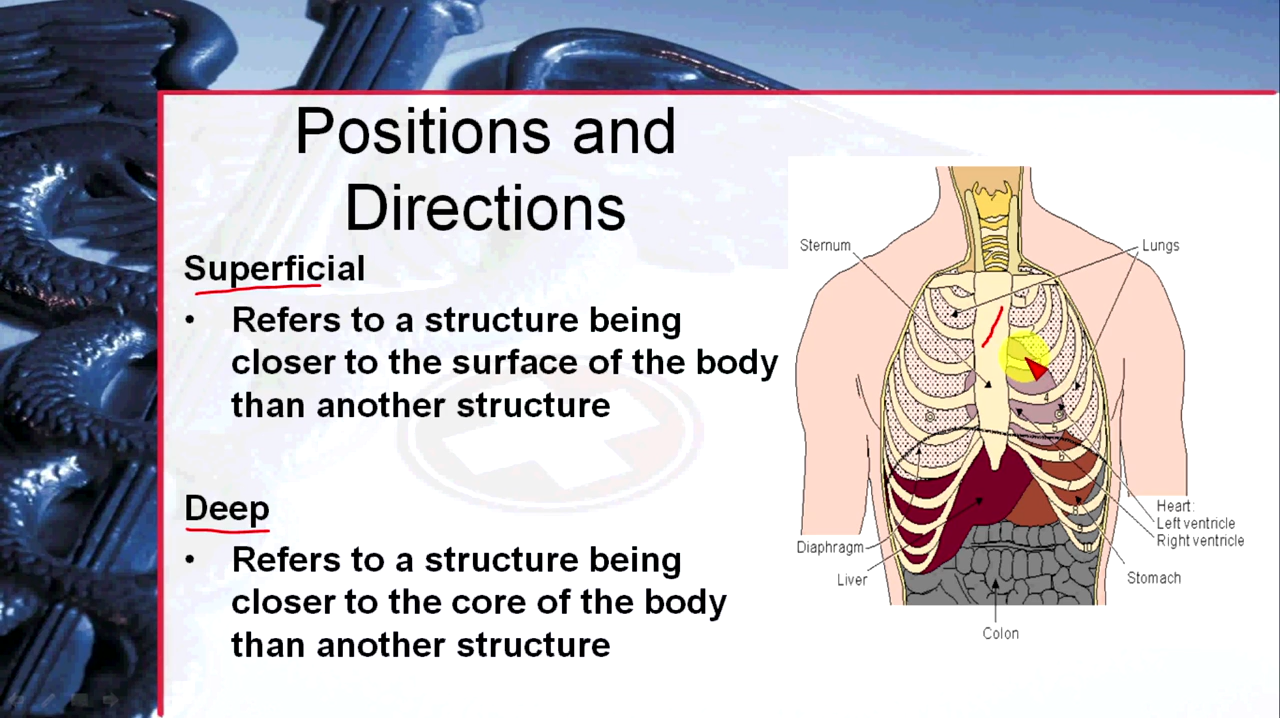 Positions and
Directions
Superficial
• Refers to a structure being
closer to the surface of the body
than another structure
Deep
• Refers to a structure being
closer to the core of the body
than another structure
Sternum
Lungs
Diaphragm
Liver
Colon
Heart:
Left ventricle
Right ventricle
Stomach